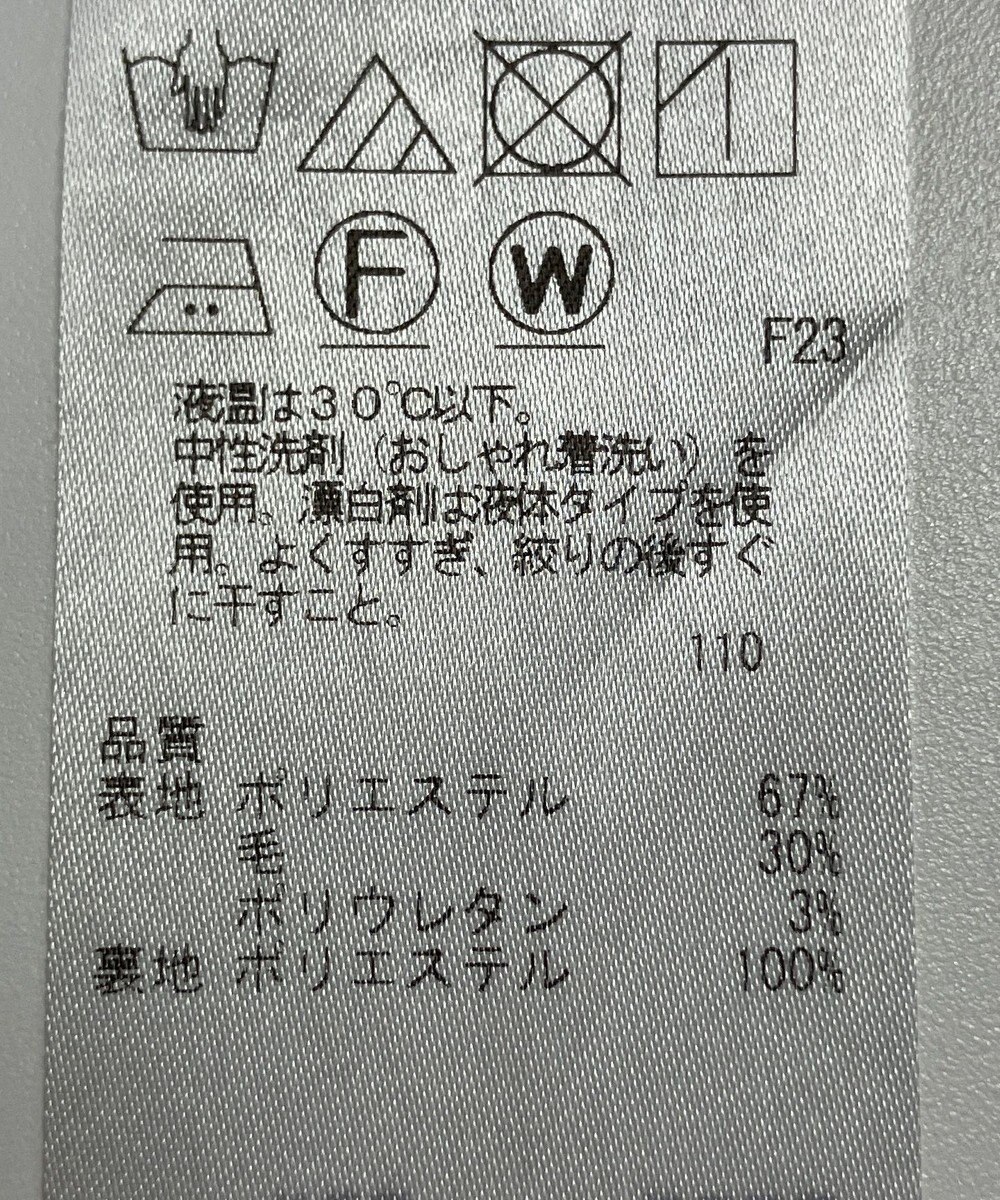 F W
F23
液温は30℃以下。
中性洗剤（おしゃれ着洗い）を
使用。漂白剤は液体タイプを使
用。よくすすぎ、絞りの後すぐ
に干すこと。
110
品質
表地 ポリエステル 67%
毛 30%
ポリウレタン 3%
裏地 ポリエステル 100%